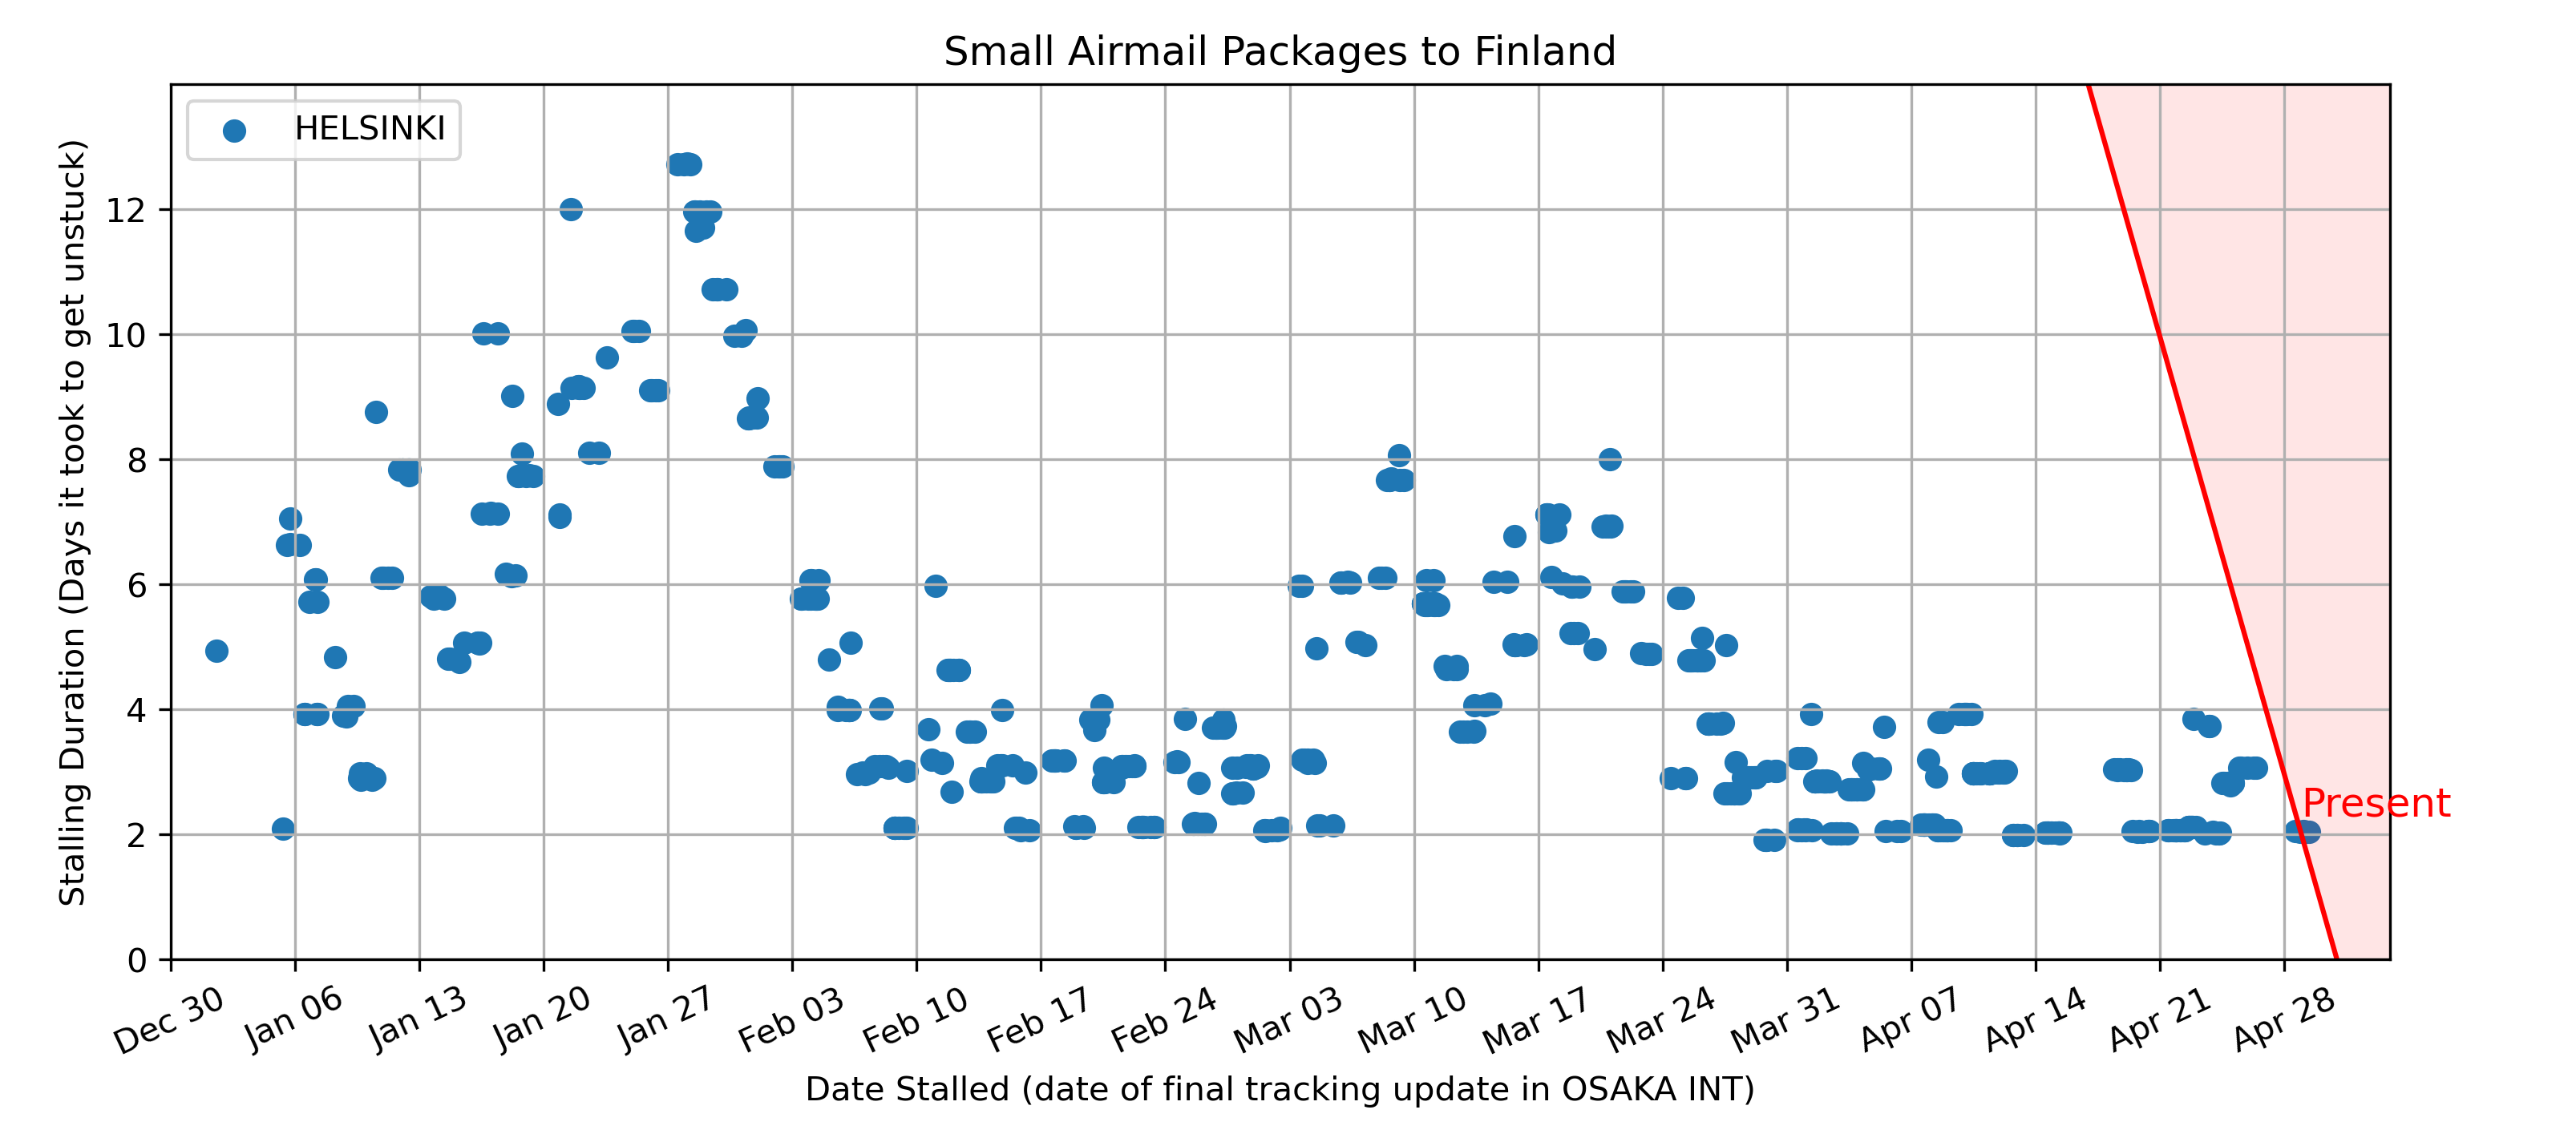 Small Airmail Packages to Finland
HELSINKI
Stalling Duration (Days it took to get unstuck)
12
10
8
6
4
2
0
Present
Dec 30
Jan 06
Jan 13
Jan 20
Jan 27
Feb 03
Feb 10
Feb 17
Feb 24
Mar 03
Mar 10
Mar 17
Mar 24
Mar 31
Apr 07
Apr 14
Apr 21
Apr 28
Date Stalled (date of final tracking update in OSAKA INT)